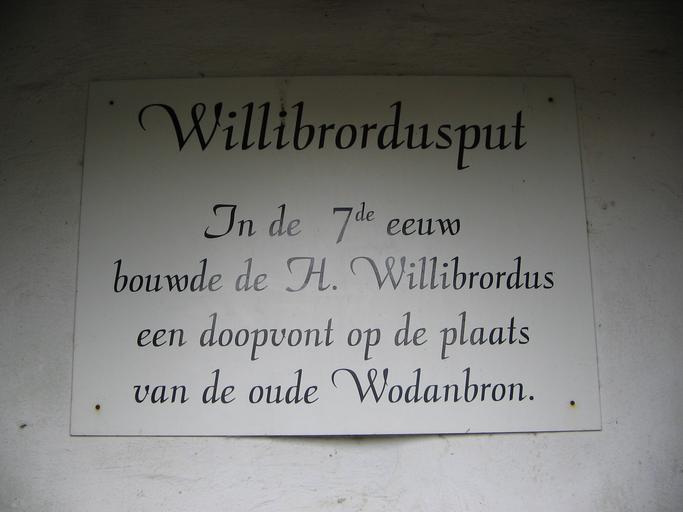 Willibrordusput
In de 7de eeuw
bouwde de H. Willibrordus
een doopvont op de plaats
van de oude Wodanbron.